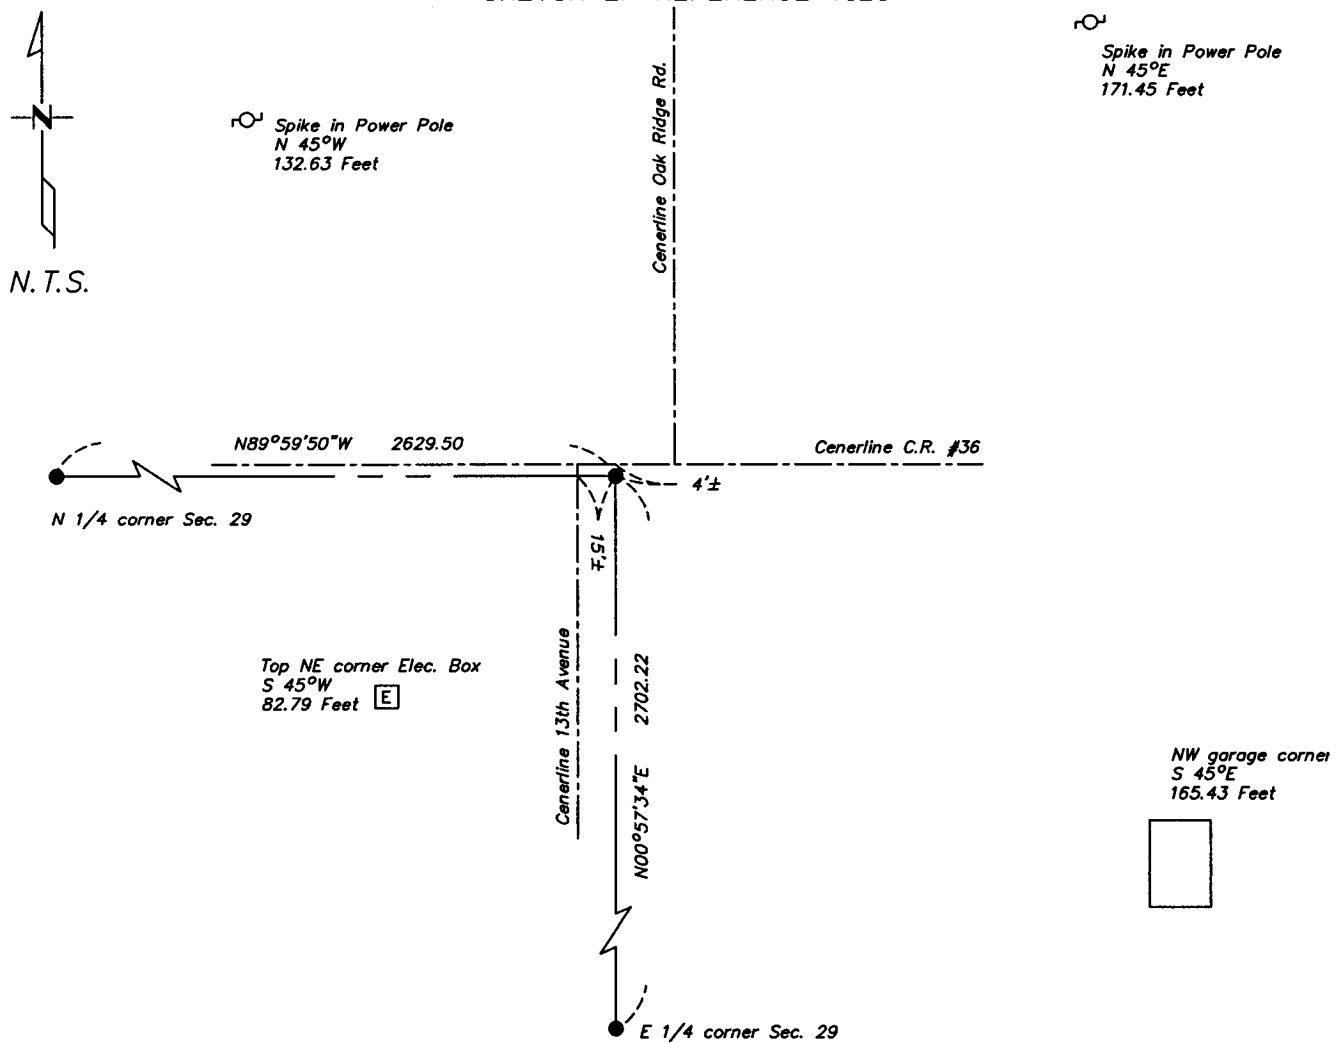 Spike in Power Pole
N 45°E
171.45 Feet
Spike in Power Pole
N 45°W
132.63 Feet
N
N.T.S.
Cenerline Oak Ridge Rd.
N89°59'50"W 2629.50
Cenerline C.R. #36
4'±
N 1/4 corner Sec. 29
15'±
Cenerline 13th Avenue
N00°57'34"E 2702.22
Top NE corner Elec. Box
S 45°W
82.79 Feet
E
NW garage corner
S 45°E
165.43 Feet
E 1/4 corner Sec. 29